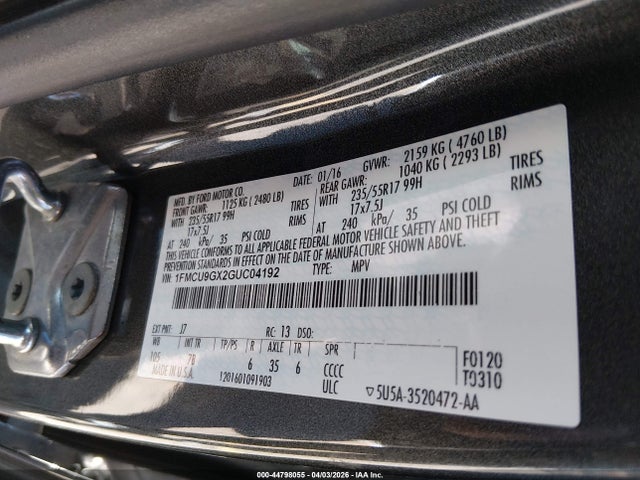 MFD. BY FORD MOTOR CO. 01/16 GVWR: 2159 KG ( 4760 LB)
FRONT GAWR: 1125 KG ( 2480 LB) REAR GAWR: 1040 KG ( 2293 LB)
WITH 235/55R17 99H TIRES WITH 235/55R17 99H TIRES
17x7.5J RIMS 17x7.5J RIMS
AT 240 kPa/ 35 PSI COLD AT 240 kPa/ 35 PSI COLD
THIS VEHICLE CONFORMS TO ALL APPLICABLE FEDERAL MOTOR VEHICLE SAFETY AND THEFT
PREVENTION STANDARDS IN EFFECT ON THE DATE OF MANUFACTURE SHOWN ABOVE.
VIN: 1FMCU9GX2GUC04192 TYPE: MPV
EXT PNT: J7 RC: 13 DSO:
WB INT TR TP/PS R AXLE TR SPR
105 7B 6 35 6 CCCC
MADE IN U.S.A. 1201601091903 ULC
F0120
T0310
▽5U5A-3520472-AA
000-44798055 - 04/03/2026 - IAA Inc.